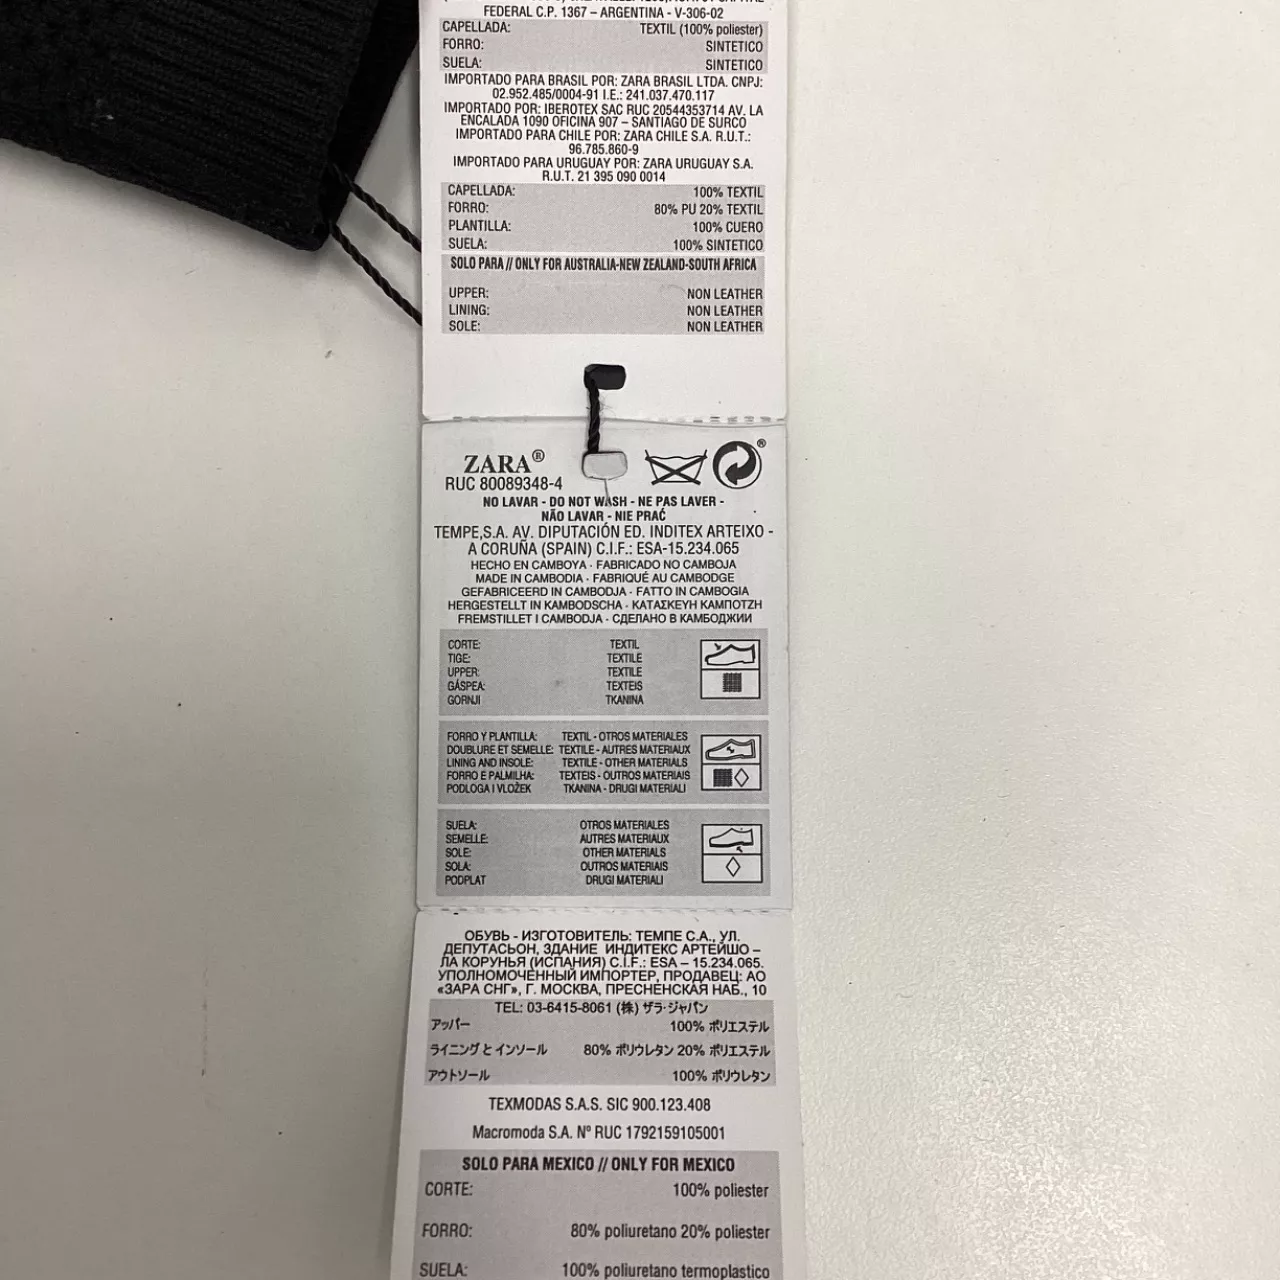 FEDERAL C.P. 1367 – ARGENTINA - V-306-02
CAPELLADA: TEXTIL (100% poliester)
FORRO: SINTETICO
SUELA: SINTETICO
IMPORTADO PARA BRASIL POR: ZARA BRASIL LTDA. CNPJ:
02.952.485/0004-91 I.E.: 241.037.470.117
IMPORTADO POR: IBEROTEX SAC RUC 20544353714 AV. LA
ENCALADA 1090 OFICINA 907 – SANTIAGO DE SURCO
IMPORTADO PARA CHILE POR: ZARA CHILE S.A. R.U.T.:
96.785.860-9
IMPORTADO PARA URUGUAY POR: ZARA URUGUAY S.A.
R.U.T. 21 395 090 0014
CAPELLADA: 100% TEXTIL
FORRO: 80% PU 20% TEXTIL
PLANTILLA: 100% CUERO
SUELA: 100% SINTETICO
SOLO PARA // ONLY FOR AUSTRALIA-NEW ZEALAND-SOUTH AFRICA
UPPER: NON LEATHER
LINING: NON LEATHER
SOLE: NON LEATHER
ZARA®
RUC 80089348-4
NO LAVAR - DO NOT WASH - NE PAS LAVER -
NÃO LAVAR - NIE PRAĆ
TEMPE,S.A. AV. DIPUTACIÓN ED. INDITEX ARTEIXO -
A CORUÑA (SPAIN) C.I.F.: ESA-15.234.065
HECHO EN CAMBOYA - FABRICADO NO CAMBOJA
MADE IN CAMBODIA - FABRIQUÉ AU CAMBODGE
GEFABRICEERD IN CAMBODJA - FATTO IN CAMBOGIA
HERGESTELLT IN KAMBODSCHA - ΚΑΤΑΣΚΕΥΗ ΚΑΜΠΟΤΖΗ
FREMSTILLET I CAMBODJA - СДЕЛАНО В КАМБОДЖИИ
CORTE: TEXTIL
TIGE: TEXTILE
UPPER: TEXTILE
GÁSPEA: TEXTEIS
GORNJI TKANINA
FORRO Y PLANTILLA: TEXTIL - OTROS MATERIALES
DOUBLURE ET SEMELLE: TEXTILE - AUTRES MATERIAUX
LINING AND INSOLE: TEXTILE - OTHER MATERIALS
FORRO E PALMILHA: TEXTEIS - OUTROS MATERIAIS
PODLOGA I VLOŽEK TKANINA - DRUGI MATERIALI
SUELA: OTROS MATERIALES
SEMELLE: AUTRES MATERIAUX
SOLE: OTHER MATERIALS
SOLA: OUTROS MATERIAIS
PODPLAT DRUGI MATERIALI
ОБУВЬ - ИЗГОТОВИТЕЛЬ: ТЕМПЕ С.А., УЛ.
ДЕПУТАСЬОН, ЗДАНИЕ ИНДИТЕКС АРТЕЙШО –
ЛА КОРУНЬЯ (ИСПАНИЯ) C.I.F.: ESA – 15.234.065.
УПОЛНОМОЧЕННЫЙ ИМПОРТЕР, ПРОДАВЕЦ: АО
«ЗАРА СНГ», Г. МОСКВА, ПРЕСНЕНСКАЯ НАБ., 10
TEL: 03-6415-8061 (株) ザラ・ジャパン
アッパー 100% ポリエステル
ライニングとインソール 80% ポリウレタン 20% ポリエステル
アウトソール 100% ポリウレタン
TEXMODAS S.A.S. SIC 900.123.408
Macromoda S.A. Nº RUC 1792159105001
SOLO PARA MEXICO // ONLY FOR MEXICO
CORTE: 100% poliester
FORRO: 80% poliuretano 20% poliester
SUELA: 100% poliuretano termoplastico